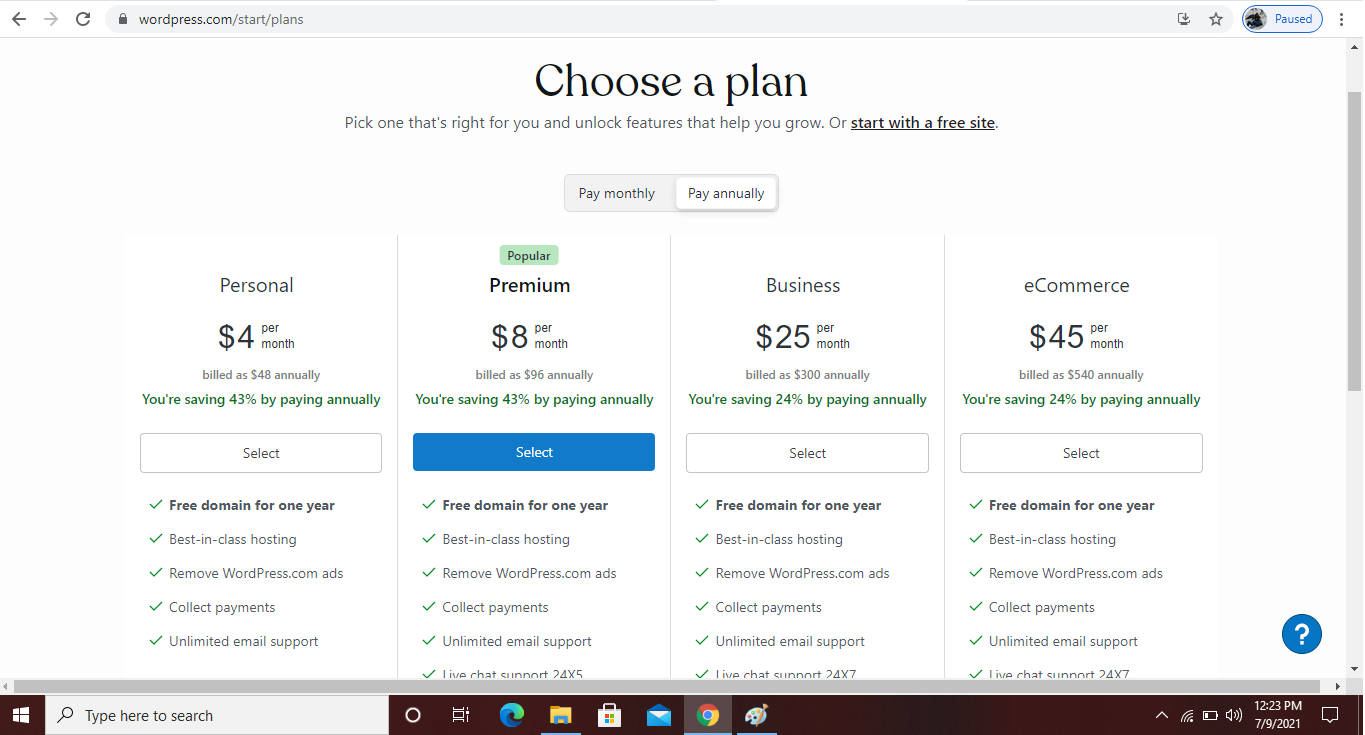 wordpress.com/start/plans
Paused
Choose a plan
Pick one that's right for you and unlock features that help you grow. Or start with a free site.
Pay monthly
Pay annually
Personal
$4 per month
billed as $48 annually
You're saving 43% by paying annually
Select
Free domain for one year
Best-in-class hosting
Remove WordPress.com ads
Collect payments
Unlimited email support
Popular
Premium
$8 per month
billed as $96 annually
You're saving 43% by paying annually
Select
Free domain for one year
Best-in-class hosting
Remove WordPress.com ads
Collect payments
Unlimited email support
Live chat support 24X5
Business
$25 per month
billed as $300 annually
You're saving 24% by paying annually
Select
Free domain for one year
Best-in-class hosting
Remove WordPress.com ads
Collect payments
Unlimited email support
Live chat support 24X7
eCommerce
$45 per month
billed as $540 annually
You're saving 24% by paying annually
Select
Free domain for one year
Best-in-class hosting
Remove WordPress.com ads
Collect payments
Unlimited email support
Live chat support 24X7
?
Type here to search
12:23 PM
7/9/2021